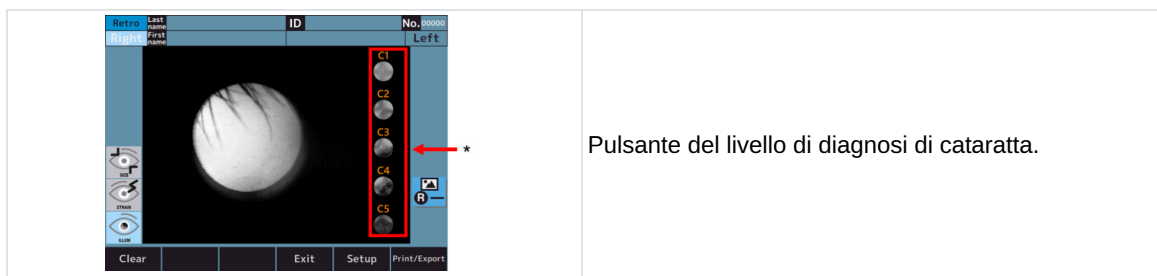 Retro Last name ID No. 00000
Right First name Left
C1
C2
C3
* Pulsante del livello di diagnosi di cataratta.
C4
C5
SIZE
STRAIN
ILLUM
R
Clear Exit Setup Print/Export